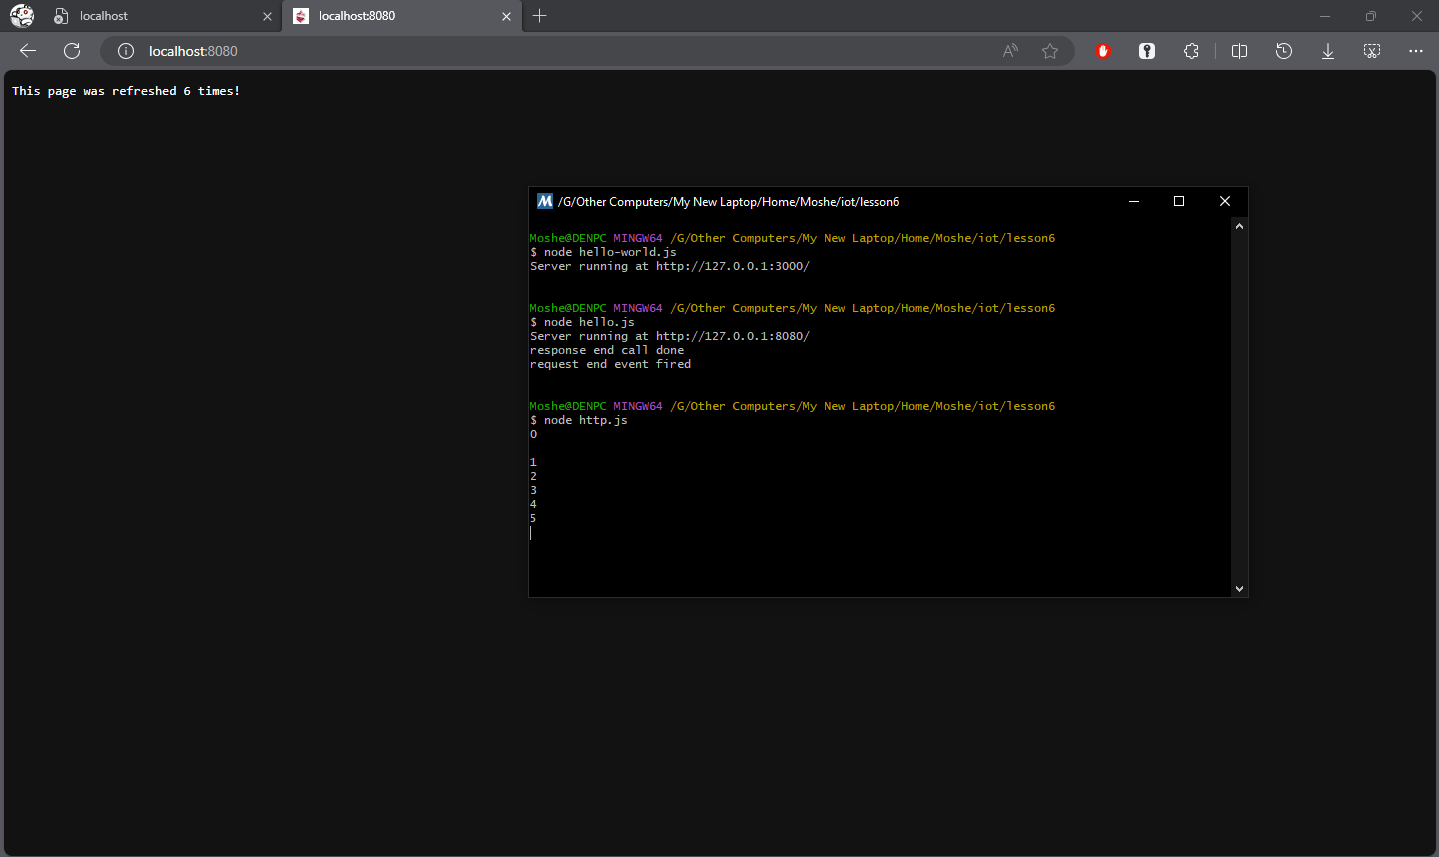 localhost
localhost:8080
localhost:8080
This page was refreshed 6 times!
/G/Other Computers/My New Laptop/Home/Moshe/iot/lesson6
Moshe@DENPC MINGW64 /G/Other Computers/My New Laptop/Home/Moshe/iot/lesson6
$ node hello-world.js
Server running at http://127.0.0.1:3000/
Moshe@DENPC MINGW64 /G/Other Computers/My New Laptop/Home/Moshe/iot/lesson6
$ node hello.js
Server running at http://127.0.0.1:8080/
response end call done
request end event fired
Moshe@DENPC MINGW64 /G/Other Computers/My New Laptop/Home/Moshe/iot/lesson6
$ node http.js
0
1
2
3
4
5